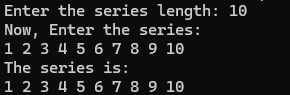 Enter the series length: 10
Now, Enter the series:
1 2 3 4 5 6 7 8 9 10
The series is:
1 2 3 4 5 6 7 8 9 10